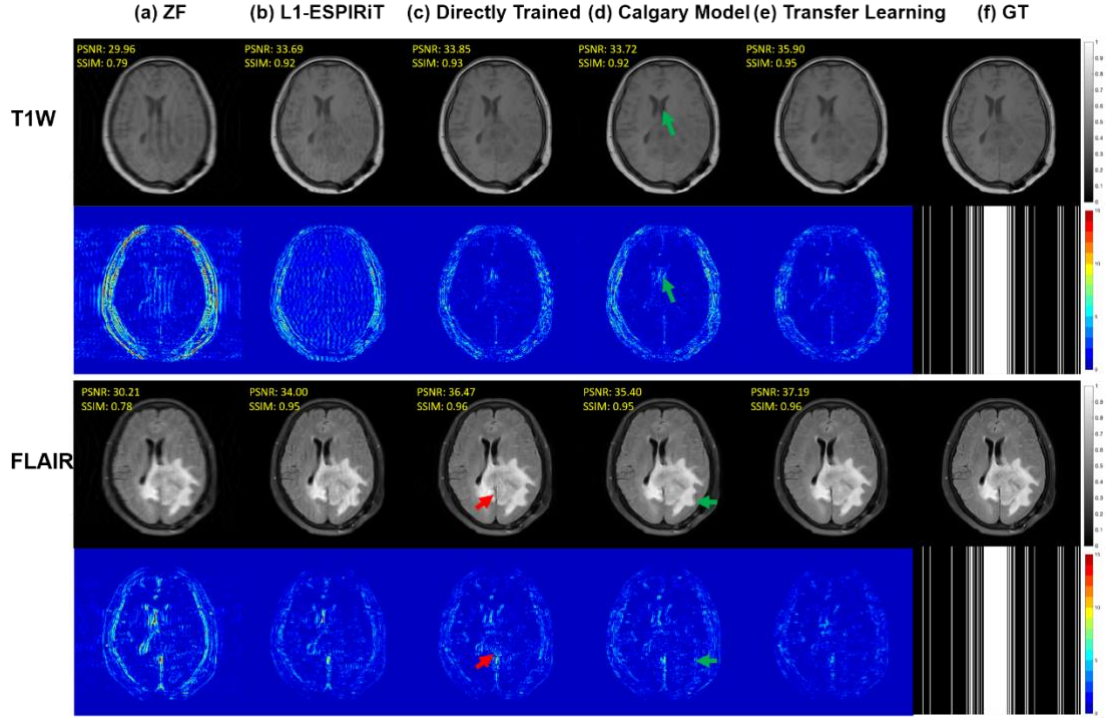 (a) ZF (b) L1-ESPIRiT (c) Directly Trained (d) Calgary Model (e) Transfer Learning (f) GT
T1W
PSNR: 29.96 PSNR: 33.69 PSNR: 33.85 PSNR: 33.72 PSNR: 35.90
SSIM: 0.79 SSIM: 0.92 SSIM: 0.93 SSIM: 0.92 SSIM: 0.95
FLAIR
PSNR: 30.21 PSNR: 34.00 PSNR: 36.47 PSNR: 35.40 PSNR: 37.19
SSIM: 0.78 SSIM: 0.95 SSIM: 0.96 SSIM: 0.95 SSIM: 0.96